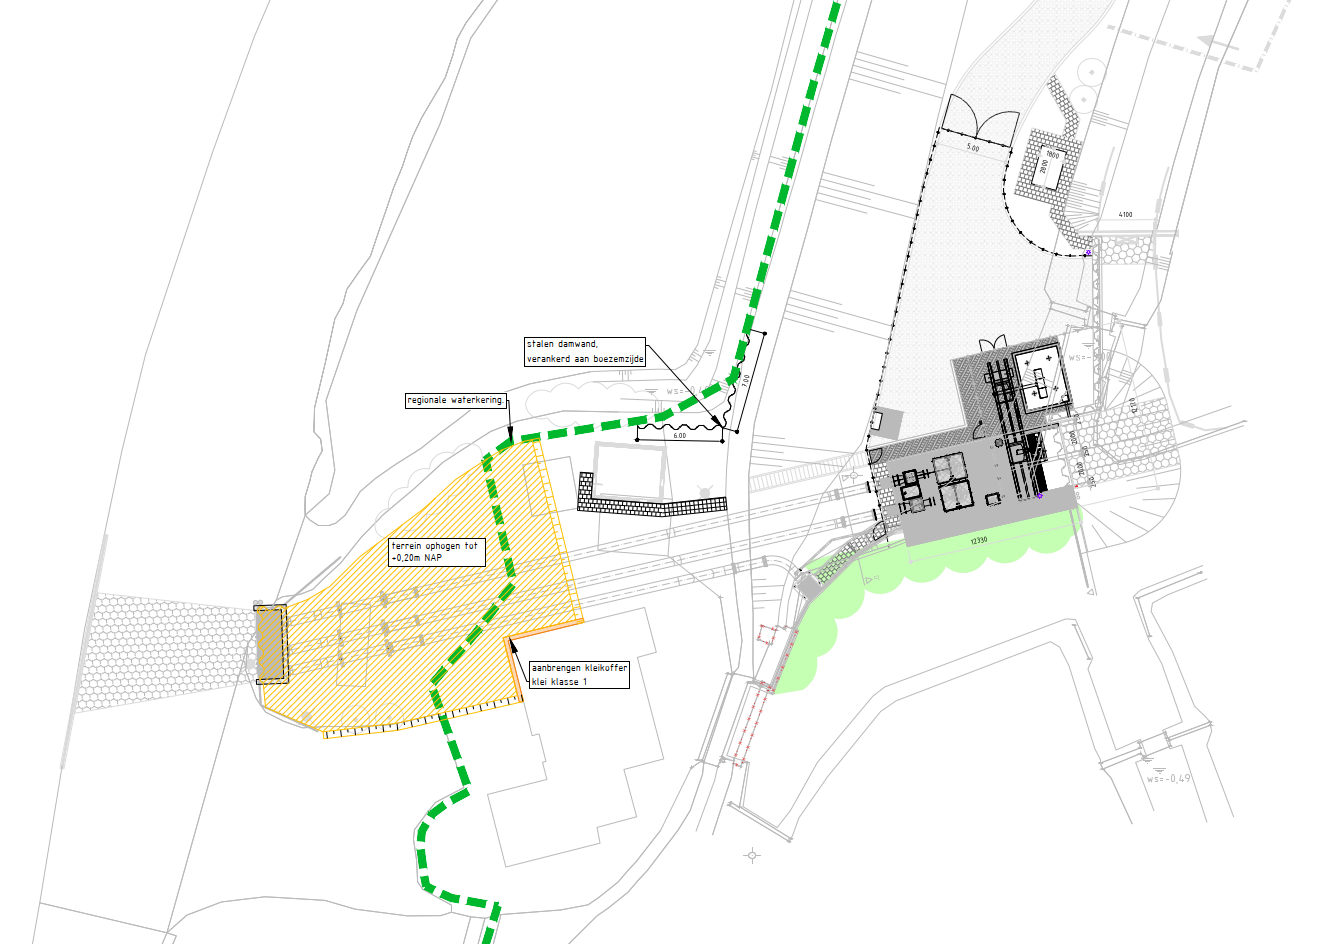 5.00
1800
2800
4100
stalen damwand,
verankerd aan boezemzijde
7.00
regionale waterkering.
6.00
terrein ophogen tot
+0,20m NAP
12330
aanbrengen kleikoffer
klei klasse 1
ws=-0,49